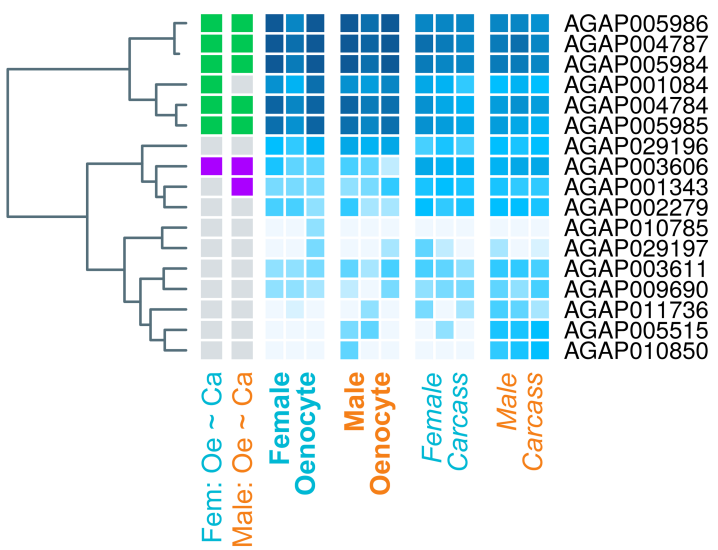 AGAP005986
AGAP004787
AGAP005984
AGAP001084
AGAP004784
AGAP005985
AGAP029196
AGAP003606
AGAP001343
AGAP002279
AGAP010785
AGAP029197
AGAP003611
AGAP009690
AGAP011736
AGAP005515
AGAP010850
Fem: Oe ~ Ca
Male: Oe ~ Ca
Female
Oenocyte
Male
Oenocyte
Female
Carcass
Male
Carcass